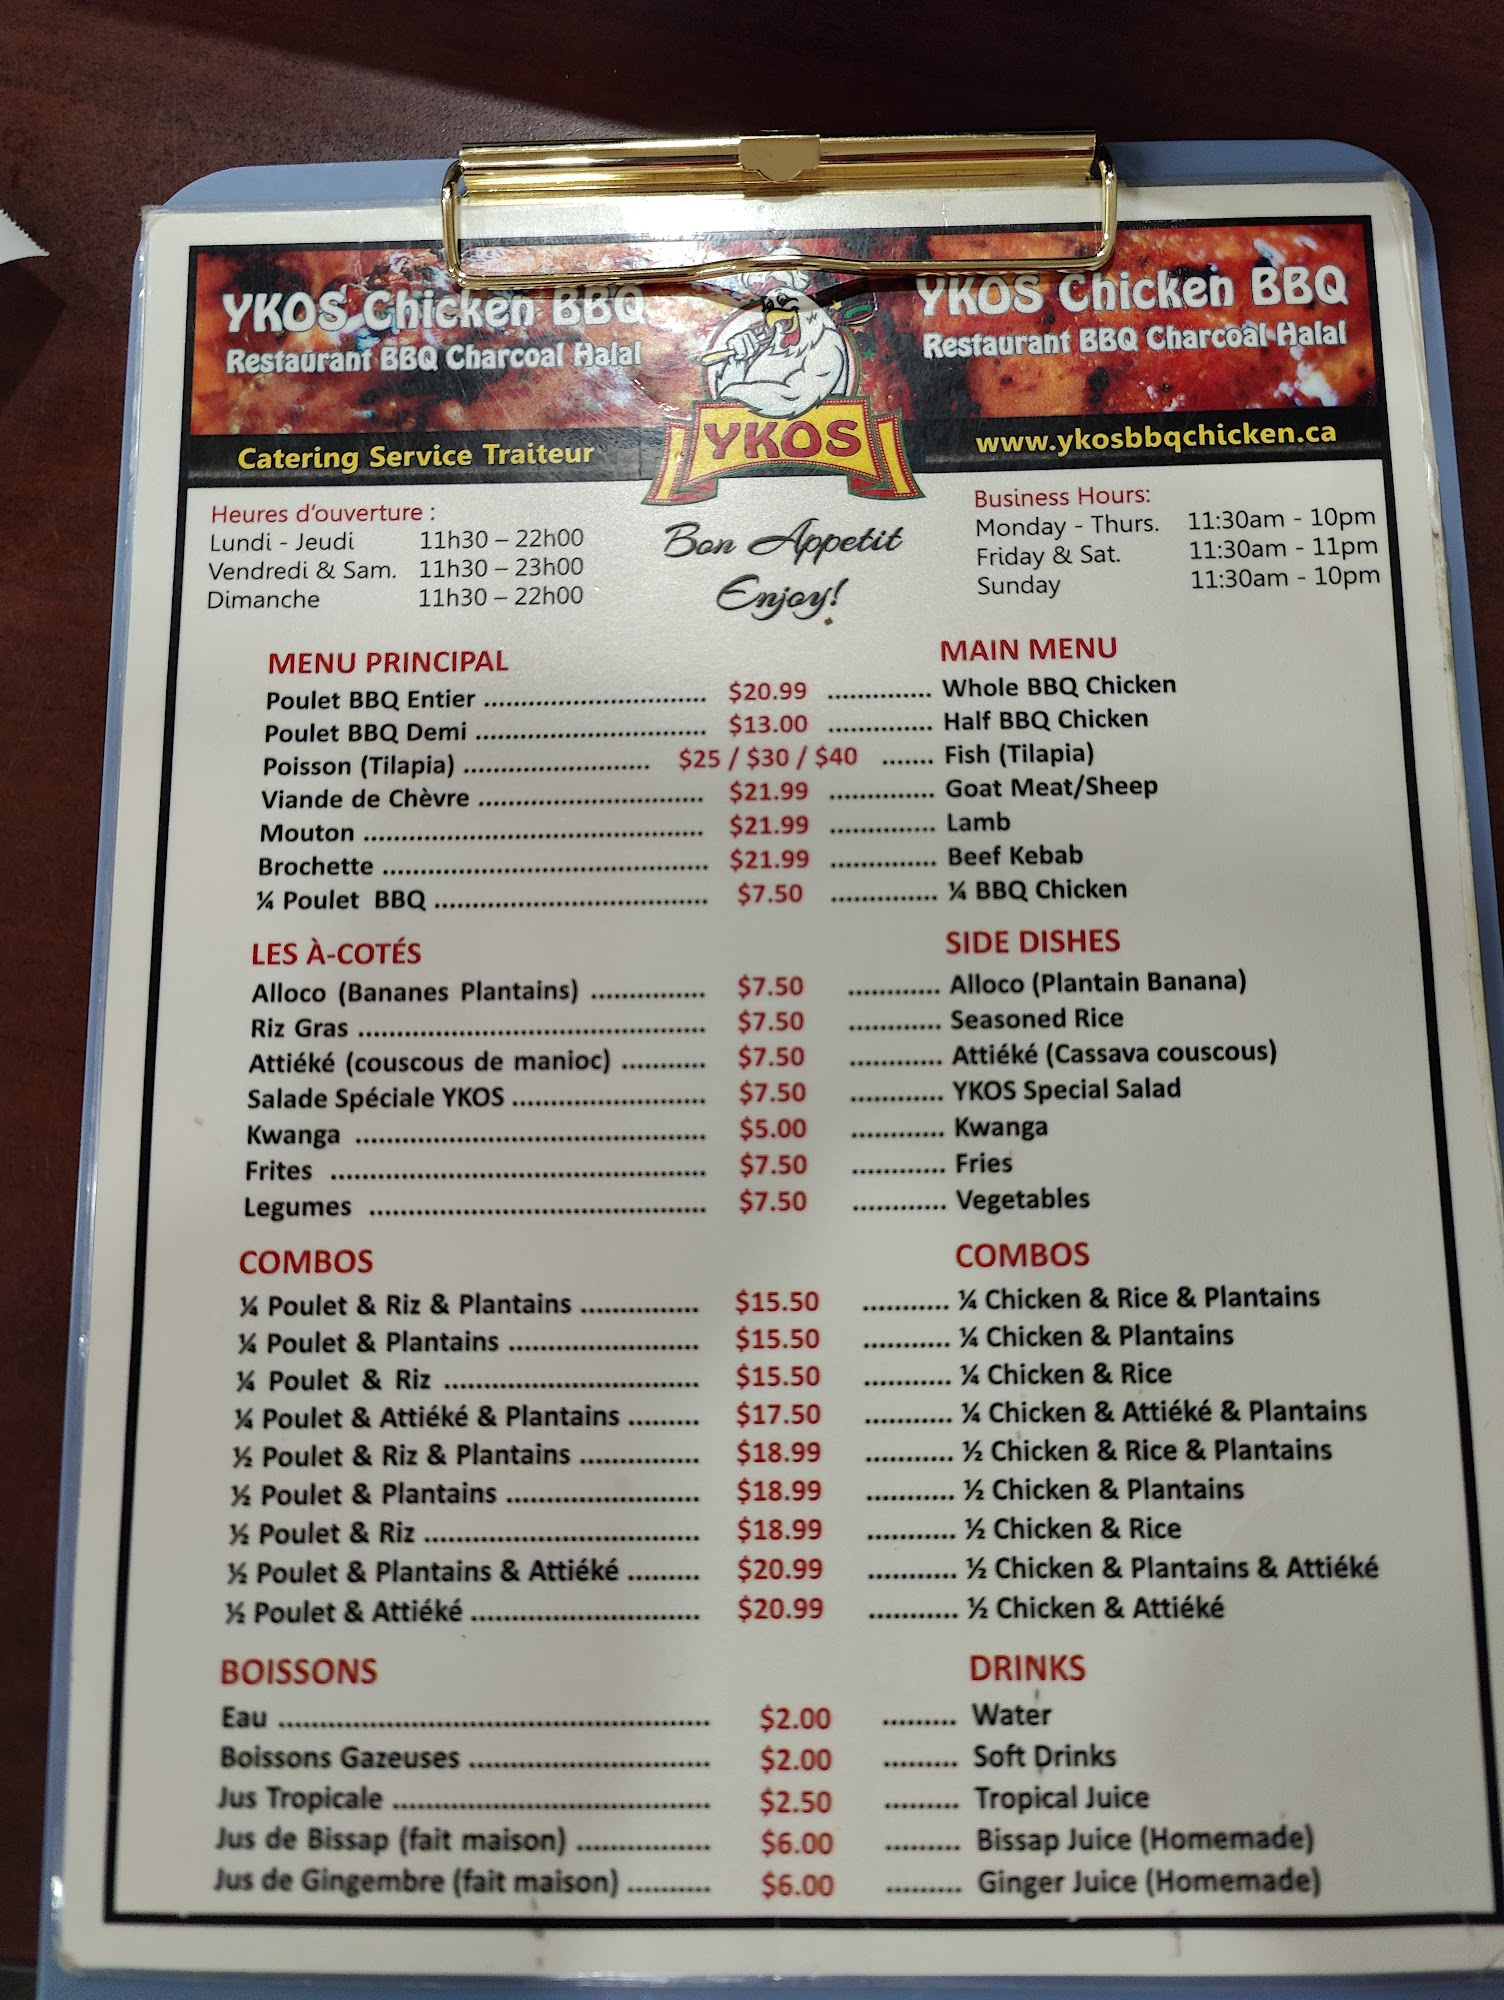 YKOS Chicken BBQ
Restaurant BBQ Charcoal Halal
Catering Service Traiteur
YKOS
YKOS Chicken BBQ
Restaurant BBQ Charcoal Halal
www.ykosbbqchicken.ca
Heures d'ouverture :
Lundi - Jeudi 11h30 – 22h00
Vendredi & Sam. 11h30 – 23h00
Dimanche 11h30 – 22h00
Bon Appetit
Enjoy!
Business Hours:
Monday - Thurs. 11:30am - 10pm
Friday & Sat. 11:30am - 11pm
Sunday 11:30am - 10pm
MENU PRINCIPAL MAIN MENU
Poulet BBQ Entier ................................. $20.99 .............. Whole BBQ Chicken
Poulet BBQ Demi .................................. $13.00 .............. Half BBQ Chicken
Poisson (Tilapia) ........................... $25 / $30 / $40 ....... Fish (Tilapia)
Viande de Chèvre ................................. $21.99 .............. Goat Meat/Sheep
Mouton .................................................. $21.99 .............. Lamb
Brochette ................................................ $21.99 .............. Beef Kebab
¼ Poulet BBQ ........................................ $7.50 .............. ¼ BBQ Chicken
LES À-COTÉS SIDE DISHES
Alloco (Bananes Plantains) ................ $7.50 ............ Alloco (Plantain Banana)
Riz Gras .................................................. $7.50 ............ Seasoned Rice
Attiéké (couscous de manioc) ............ $7.50 ............ Attiéké (Cassava couscous)
Salade Spéciale YKOS ............................ $7.50 ............ YKOS Special Salad
Kwanga .................................................. $5.00 ............ Kwanga
Frites ...................................................... $7.50 ............ Fries
Legumes ................................................ $7.50 ............ Vegetables
COMBOS COMBOS
¼ Poulet & Riz & Plantains ................ $15.50 ........... ¼ Chicken & Rice & Plantains
¼ Poulet & Plantains ......................... $15.50 ........... ¼ Chicken & Plantains
¼ Poulet & Riz .................................. $15.50 ........... ¼ Chicken & Rice
¼ Poulet & Attiéké & Plantains ......... $17.50 ........... ¼ Chicken & Attiéké & Plantains
½ Poulet & Riz & Plantains ................ $18.99 ........... ½ Chicken & Rice & Plantains
½ Poulet & Plantains .......................... $18.99 ........... ½ Chicken & Plantains
½ Poulet & Riz .................................... $18.99 ........... ½ Chicken & Rice
½ Poulet & Plantains & Attiéké ......... $20.99 ........... ½ Chicken & Plantains & Attiéké
½ Poulet & Attiéké .............................. $20.99 ........... ½ Chicken & Attiéké
BOISSONS DRINKS
Eau ..................................................... $2.00 ......... Water
Boissons Gazeuses .............................. $2.00 ......... Soft Drinks
Jus Tropicale ....................................... $2.50 ......... Tropical Juice
Jus de Bissap (fait maison) ................. $6.00 ......... Bissap Juice (Homemade)
Jus de Gingembre (fait maison) ........... $6.00 ......... Ginger Juice (Homemade)